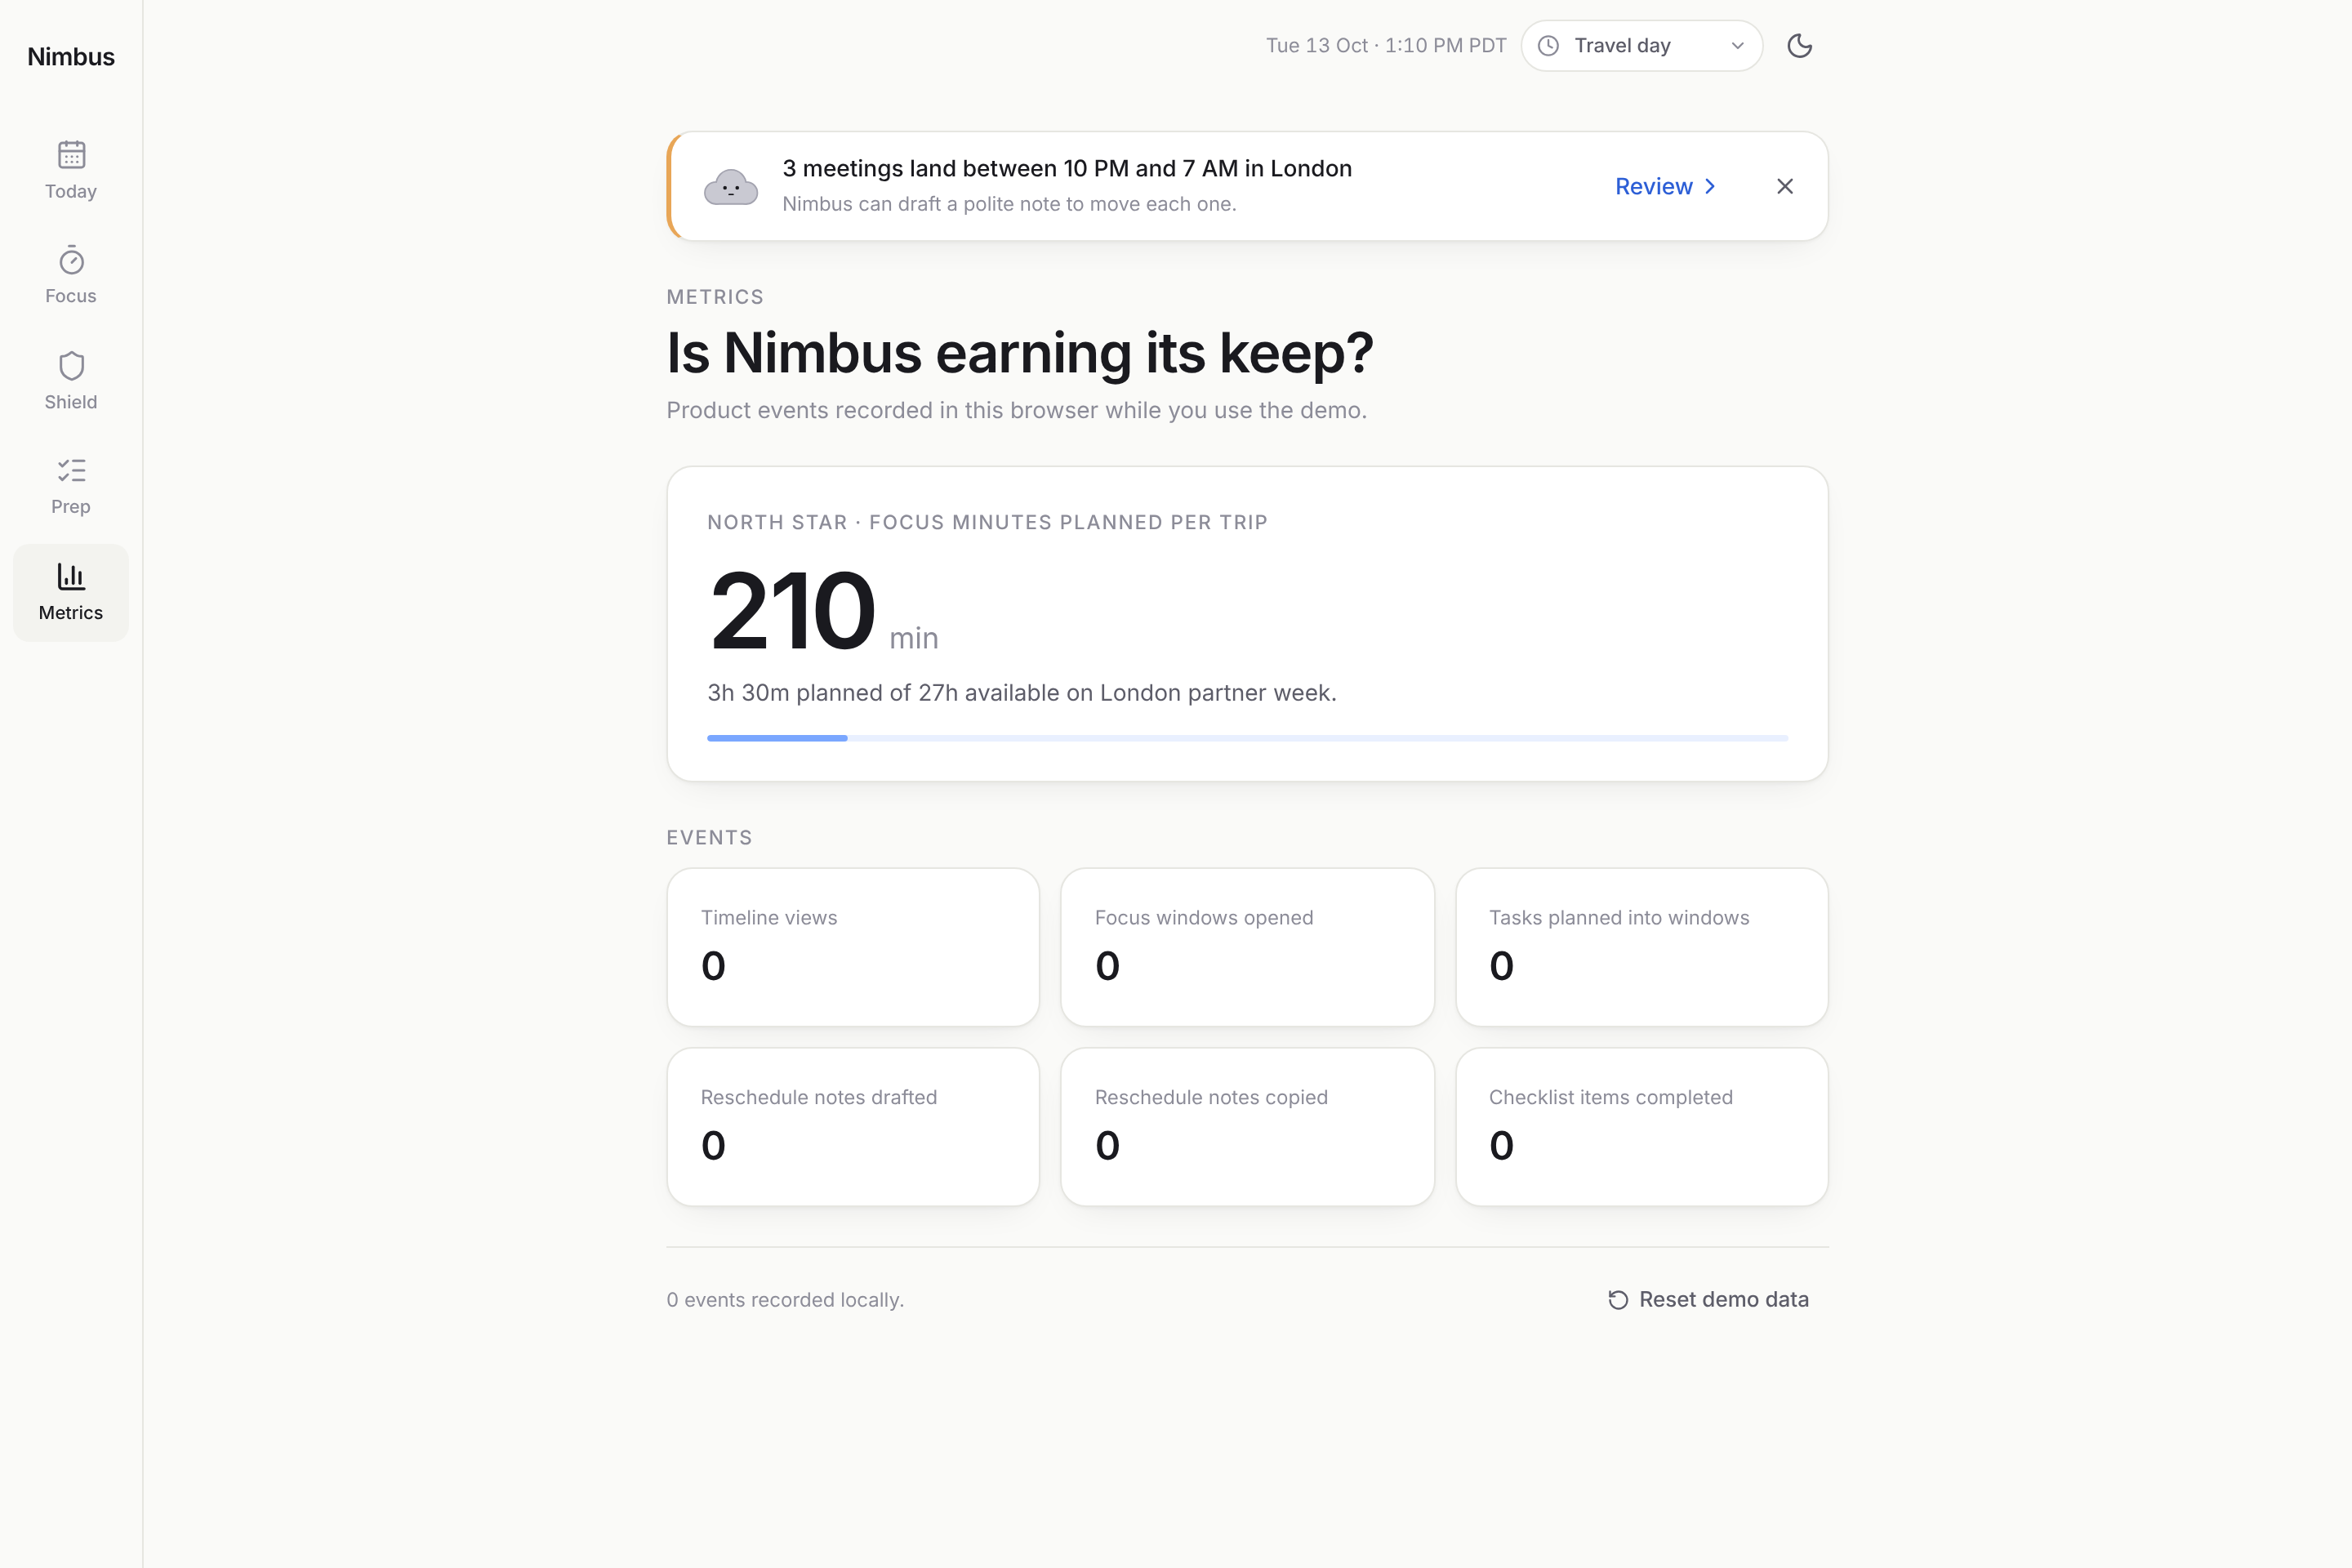 Nimbus
Today
Focus
Shield
Prep
Metrics
Tue 13 Oct · 1:10 PM PDT
Travel day
3 meetings land between 10 PM and 7 AM in London
Nimbus can draft a polite note to move each one.
Review
METRICS
Is Nimbus earning its keep?
Product events recorded in this browser while you use the demo.
NORTH STAR · FOCUS MINUTES PLANNED PER TRIP
210 min
3h 30m planned of 27h available on London partner week.
EVENTS
Timeline views
0
Focus windows opened
0
Tasks planned into windows
0
Reschedule notes drafted
0
Reschedule notes copied
0
Checklist items completed
0
0 events recorded locally.
Reset demo data